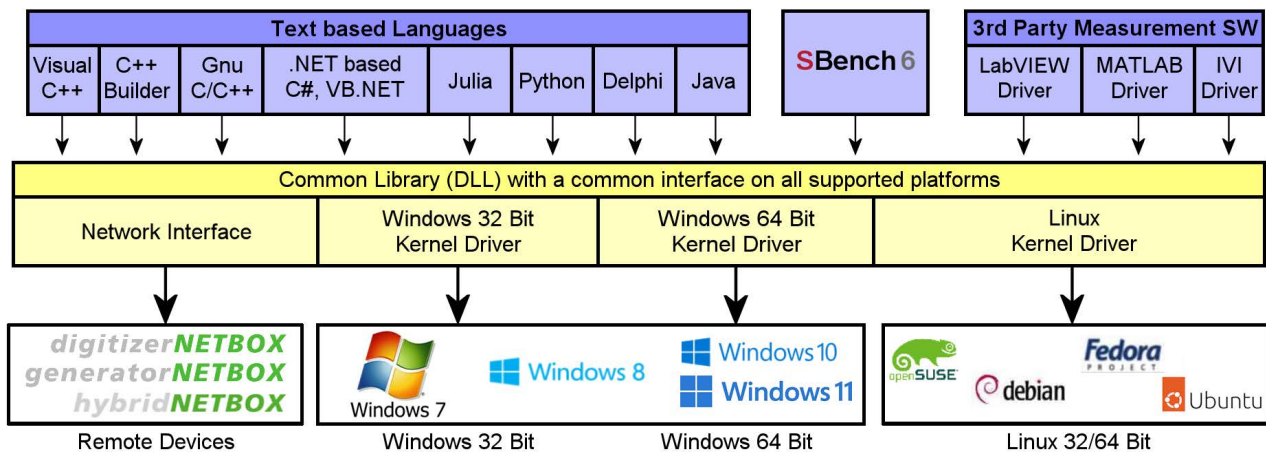 Text based Languages
Visual
C++
C++
Builder
Gnu
C/C++
.NET based
C#, VB.NET
Julia
Python
Delphi
Java
SBench 6
3rd Party Measurement SW
LabVIEW
Driver
MATLAB
Driver
IVI
Driver
Common Library (DLL) with a common interface on all supported platforms
Network Interface
Windows 32 Bit
Kernel Driver
Windows 64 Bit
Kernel Driver
Linux
Kernel Driver
digitizerNETBOX
generatorNETBOX
hybridNETBOX
Windows 7
Windows 8
Windows 10
Windows 11
openSUSE
debian
Fedora
PROJECT
Ubuntu
Remote Devices
Windows 32 Bit
Windows 64 Bit
Linux 32/64 Bit